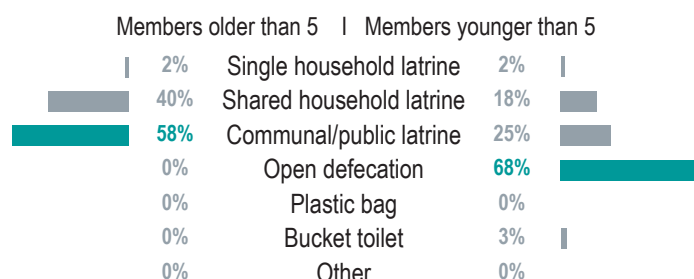 Members older than 5 I Members younger than 5
2% Single household latrine 2%
40% Shared household latrine 18%
58% Communal/public latrine 25%
0% Open defecation 68%
0% Plastic bag 0%
0% Bucket toilet 3%
0% Other 0%